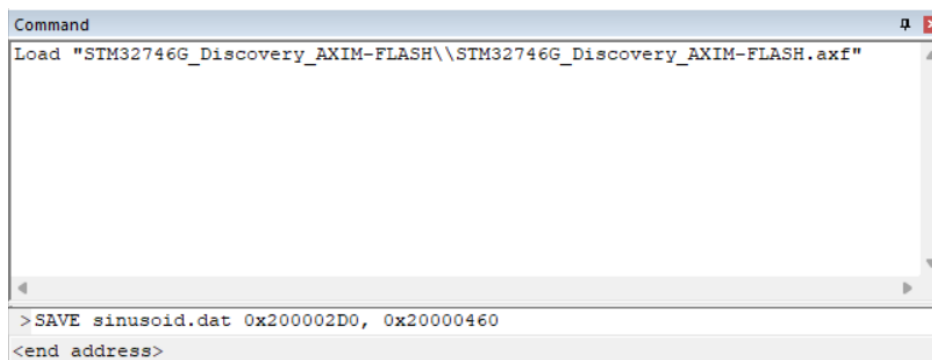 Command
Load "STM32746G_Discovery_AXIM-FLASH\\STM32746G_Discovery_AXIM-FLASH.axf"
>SAVE sinusoid.dat 0x200002D0, 0x20000460
<end address>